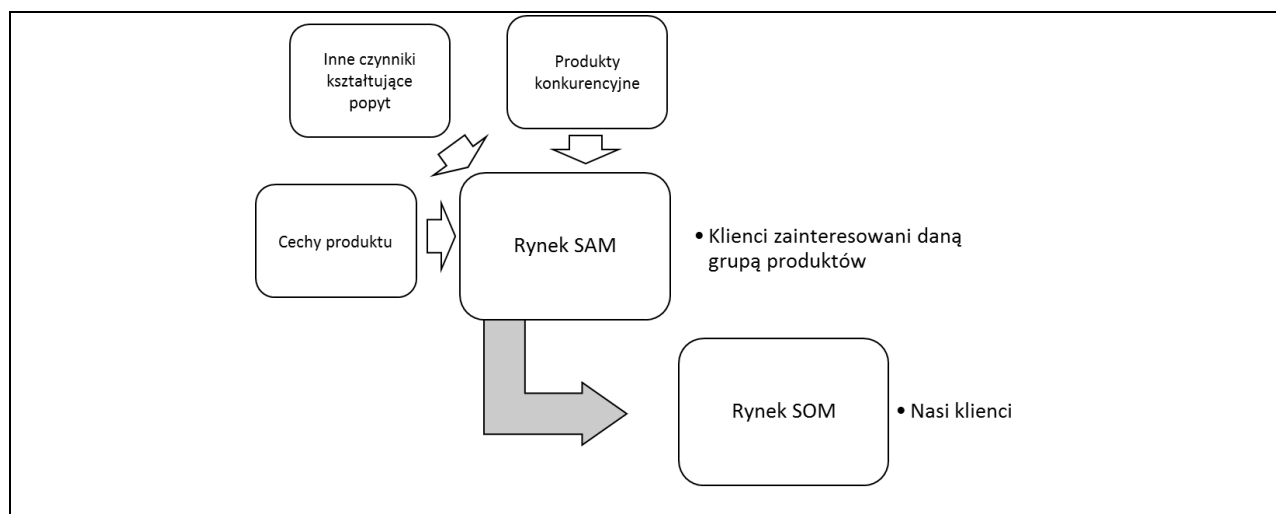 Inne czynniki
kształtujące
popyt
Produkty
konkurencyjne
Cechy produktu
Rynek SAM
• Klienci zainteresowani daną
grupą produktów
Rynek SOM
• Nasi klienci